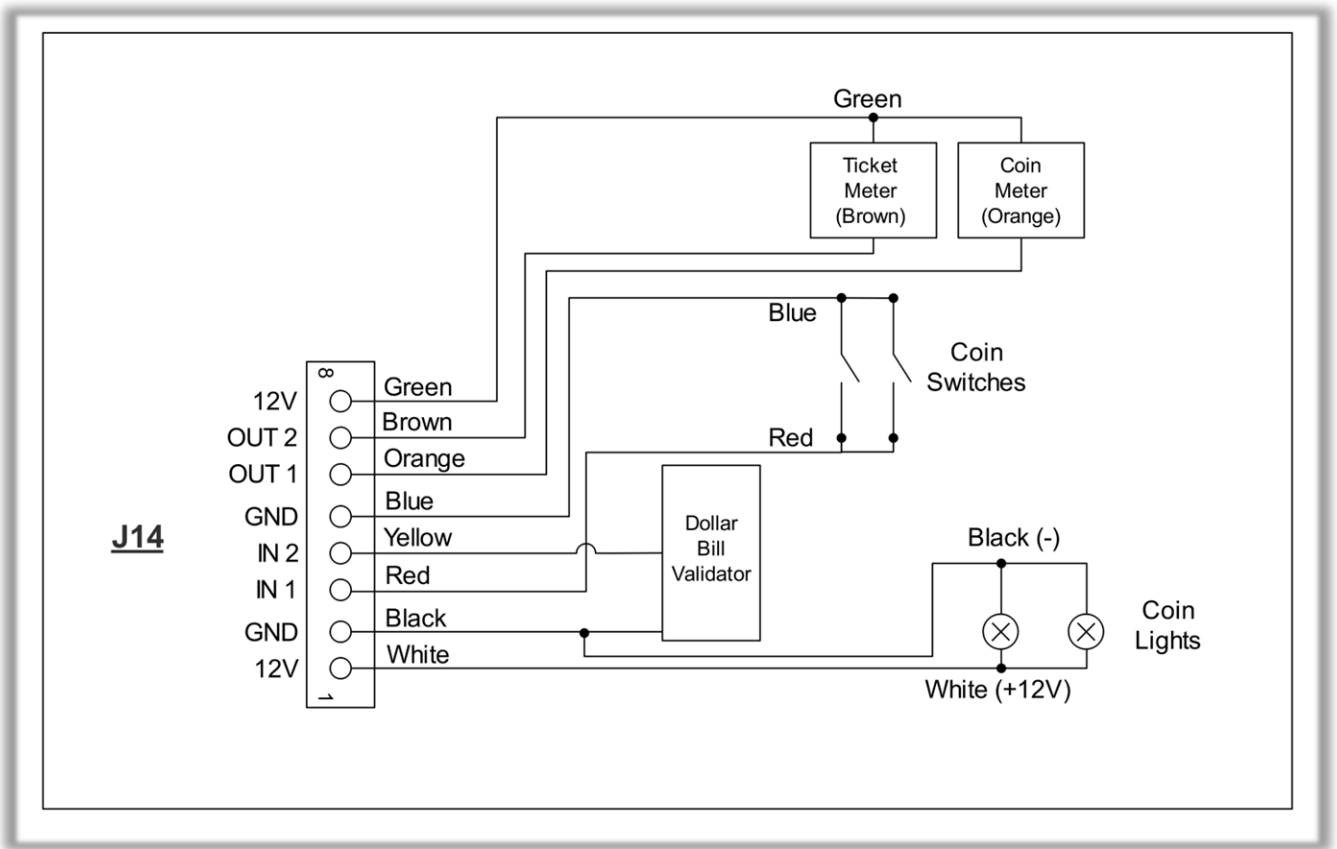 Green
Ticket
Meter
(Brown)
Coin
Meter
(Orange)
Blue
Coin
Switches
Red
8
12V
Green
OUT 2
Brown
OUT 1
Orange
GND
Blue
J14
IN 2
Yellow
IN 1
Red
GND
Black
12V
White
1
Dollar
Bill
Validator
Black (-)
Coin
Lights
White (+12V)